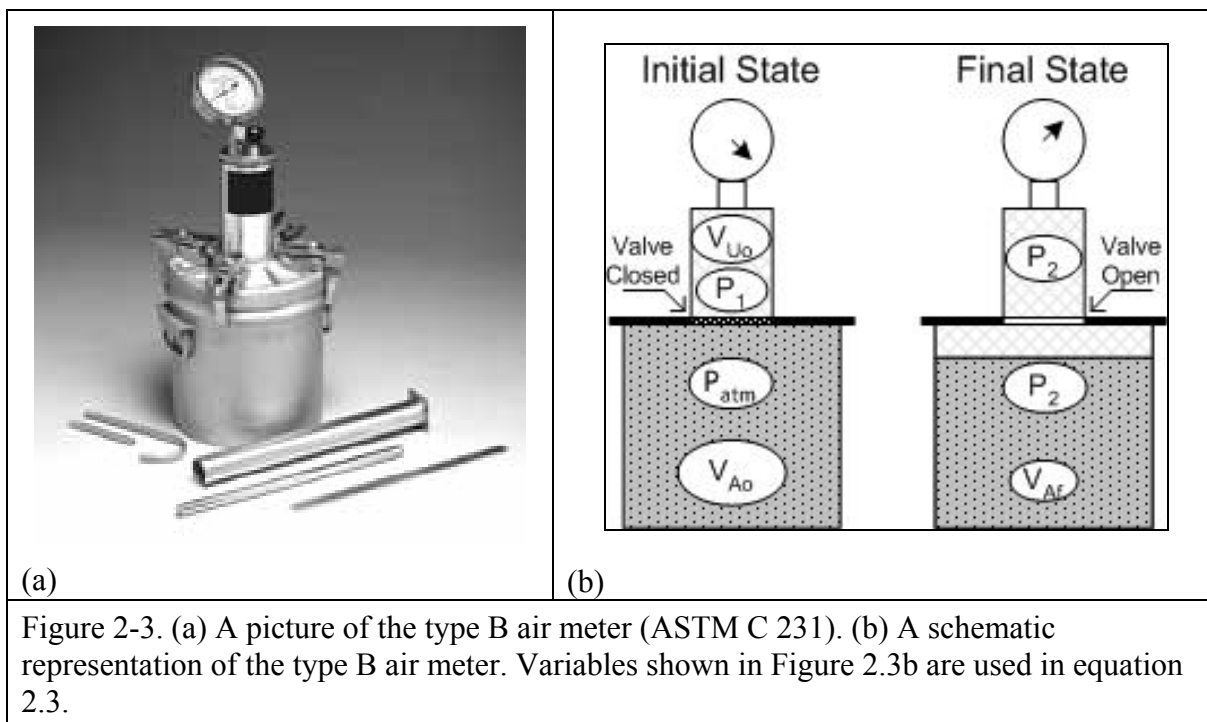 Initial State
Final State
Valve
Closed
V_Uo
P_1
P_2
Valve
Open
P_atm
V_Ao
P_2
V_Af
(a)
(b)
Figure 2-3. (a) A picture of the type B air meter (ASTM C 231). (b) A schematic
representation of the type B air meter. Variables shown in Figure 2.3b are used in equation
2.3.